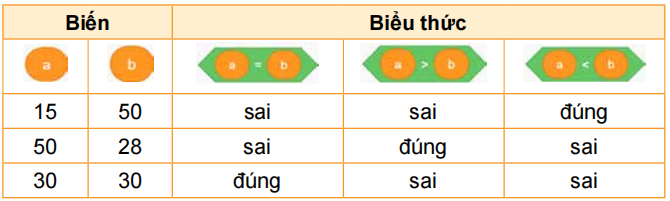 Biến Biểu thức
a b a = b a > b a < b
15 50 sai sai đúng
50 28 sai đúng sai
30 30 đúng sai sai